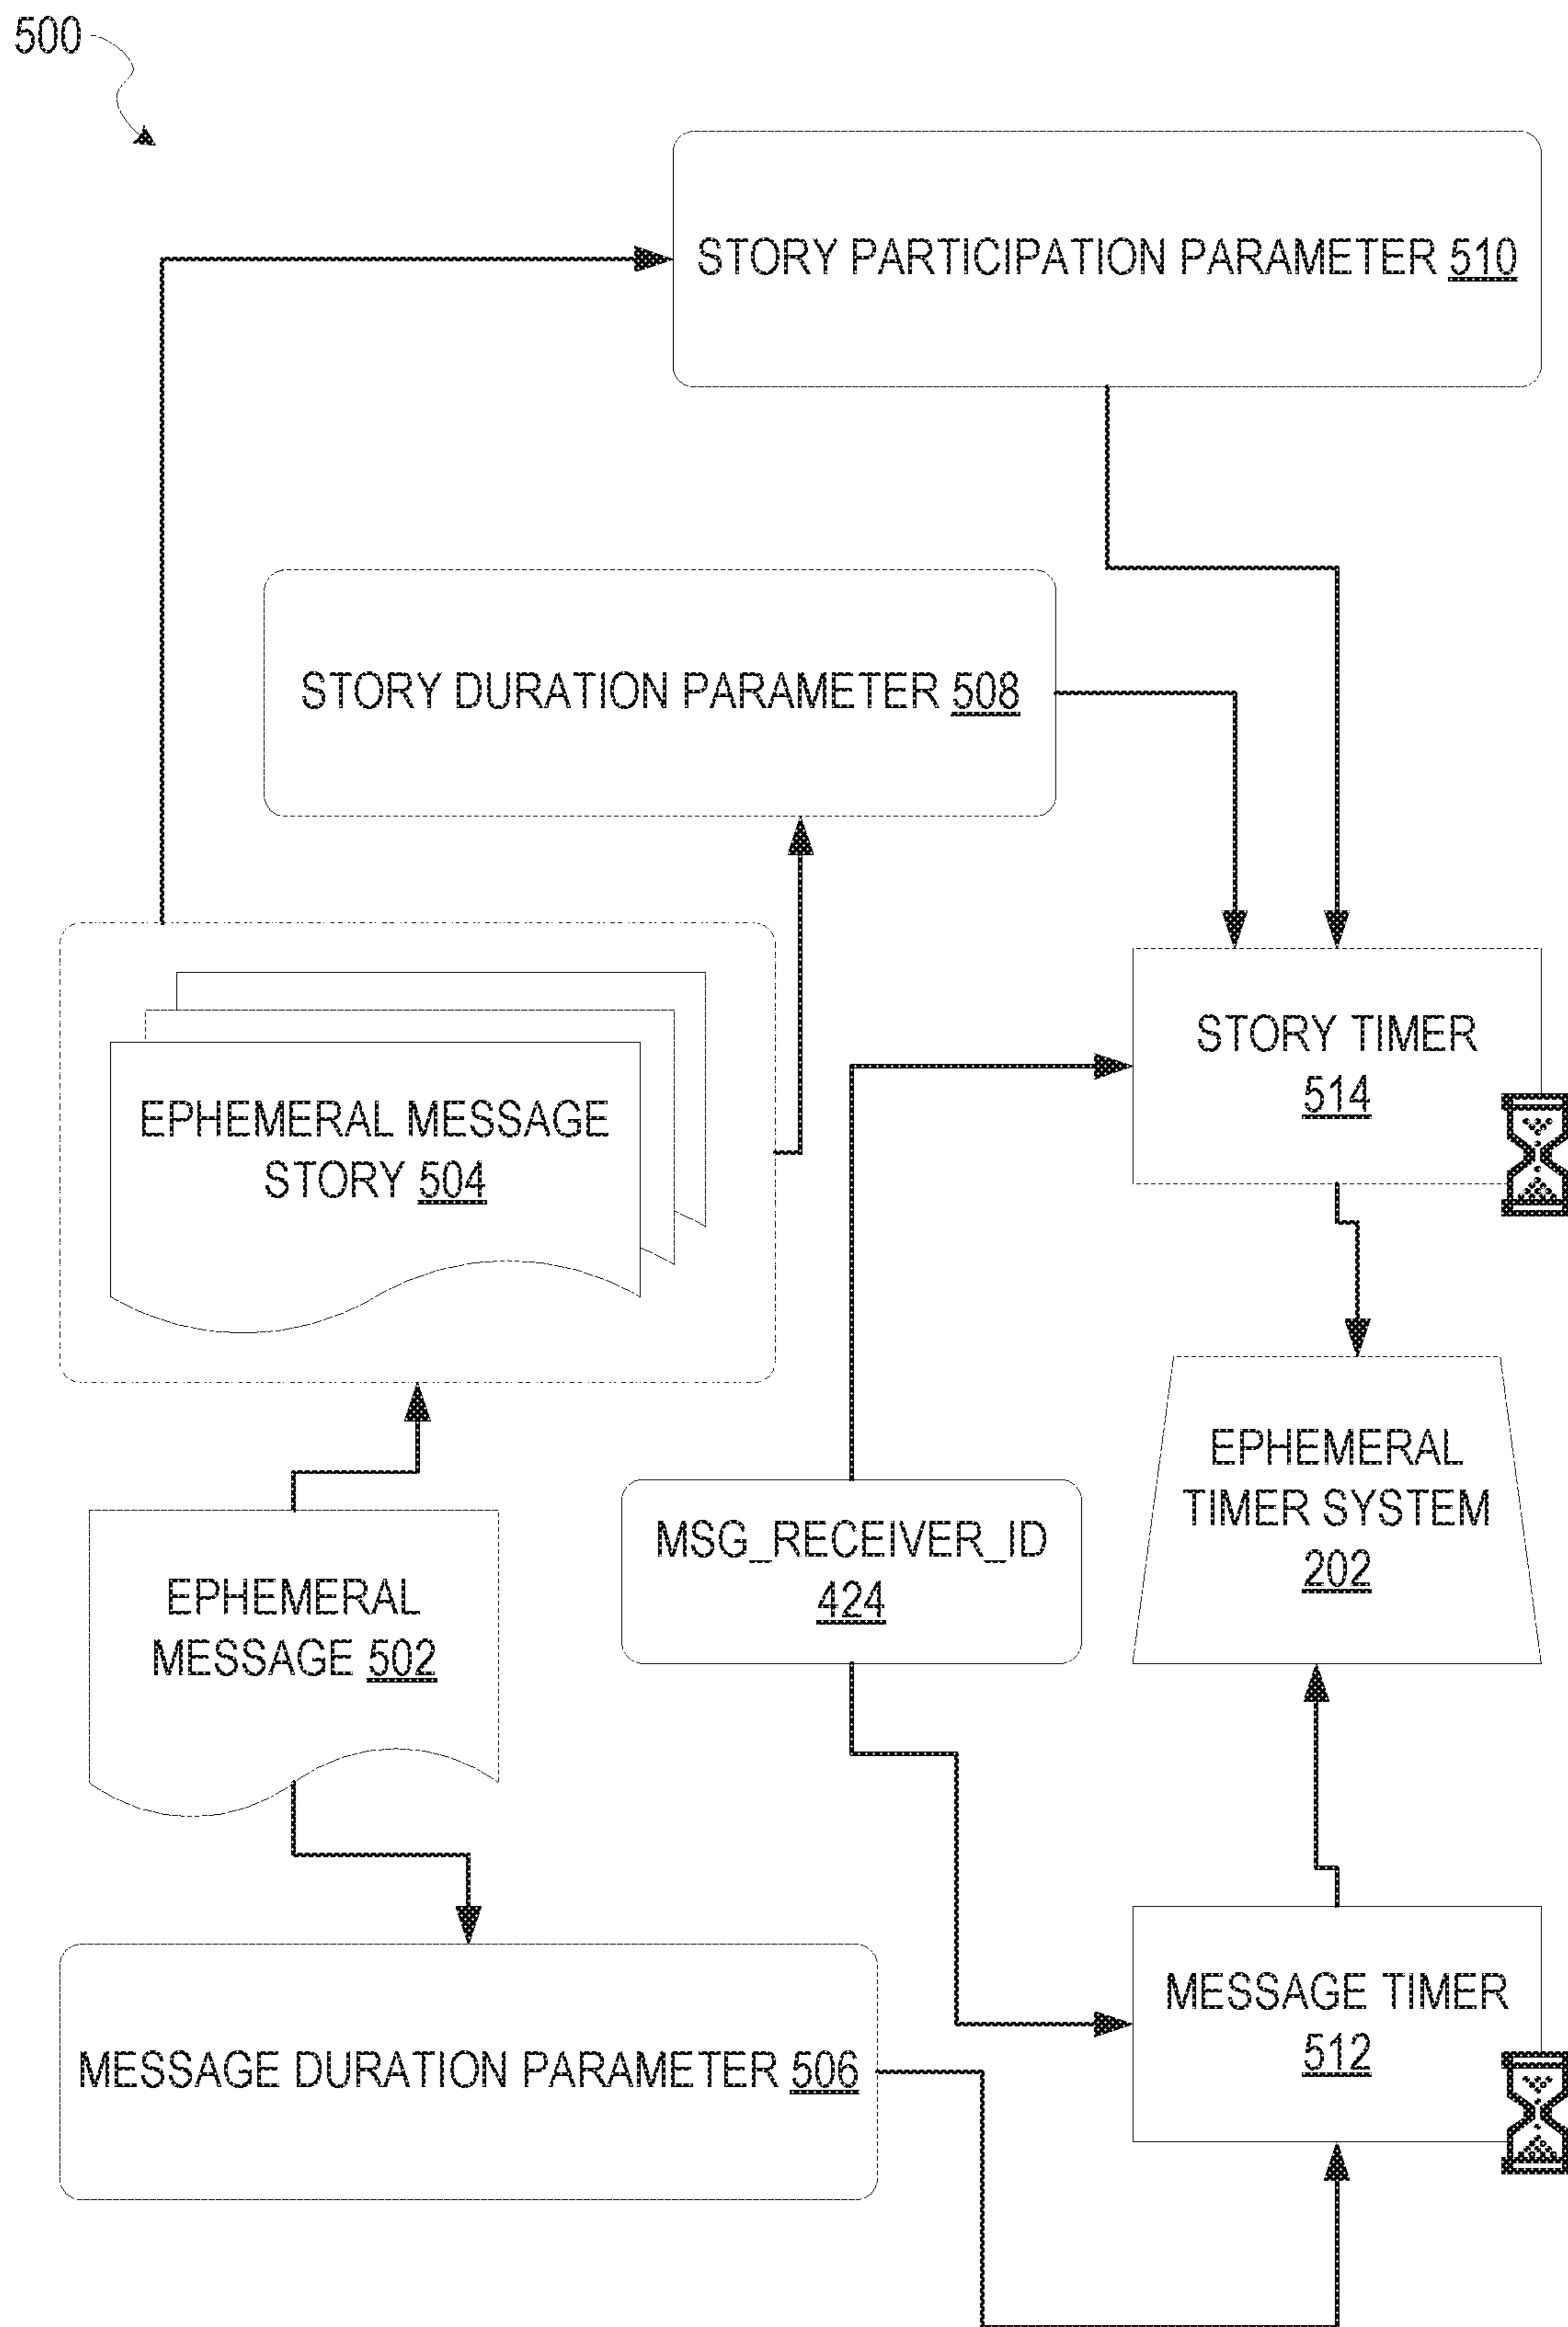 500
STORY PARTICIPATION PARAMETER 510
STORY DURATION PARAMETER 508
EPHEMERAL MESSAGE
STORY 504
STORY TIMER
514
EPHEMERAL
TIMER SYSTEM
202
MSG_RECEIVER_ID
424
EPHEMERAL
MESSAGE 502
MESSAGE TIMER
512
MESSAGE DURATION PARAMETER 506